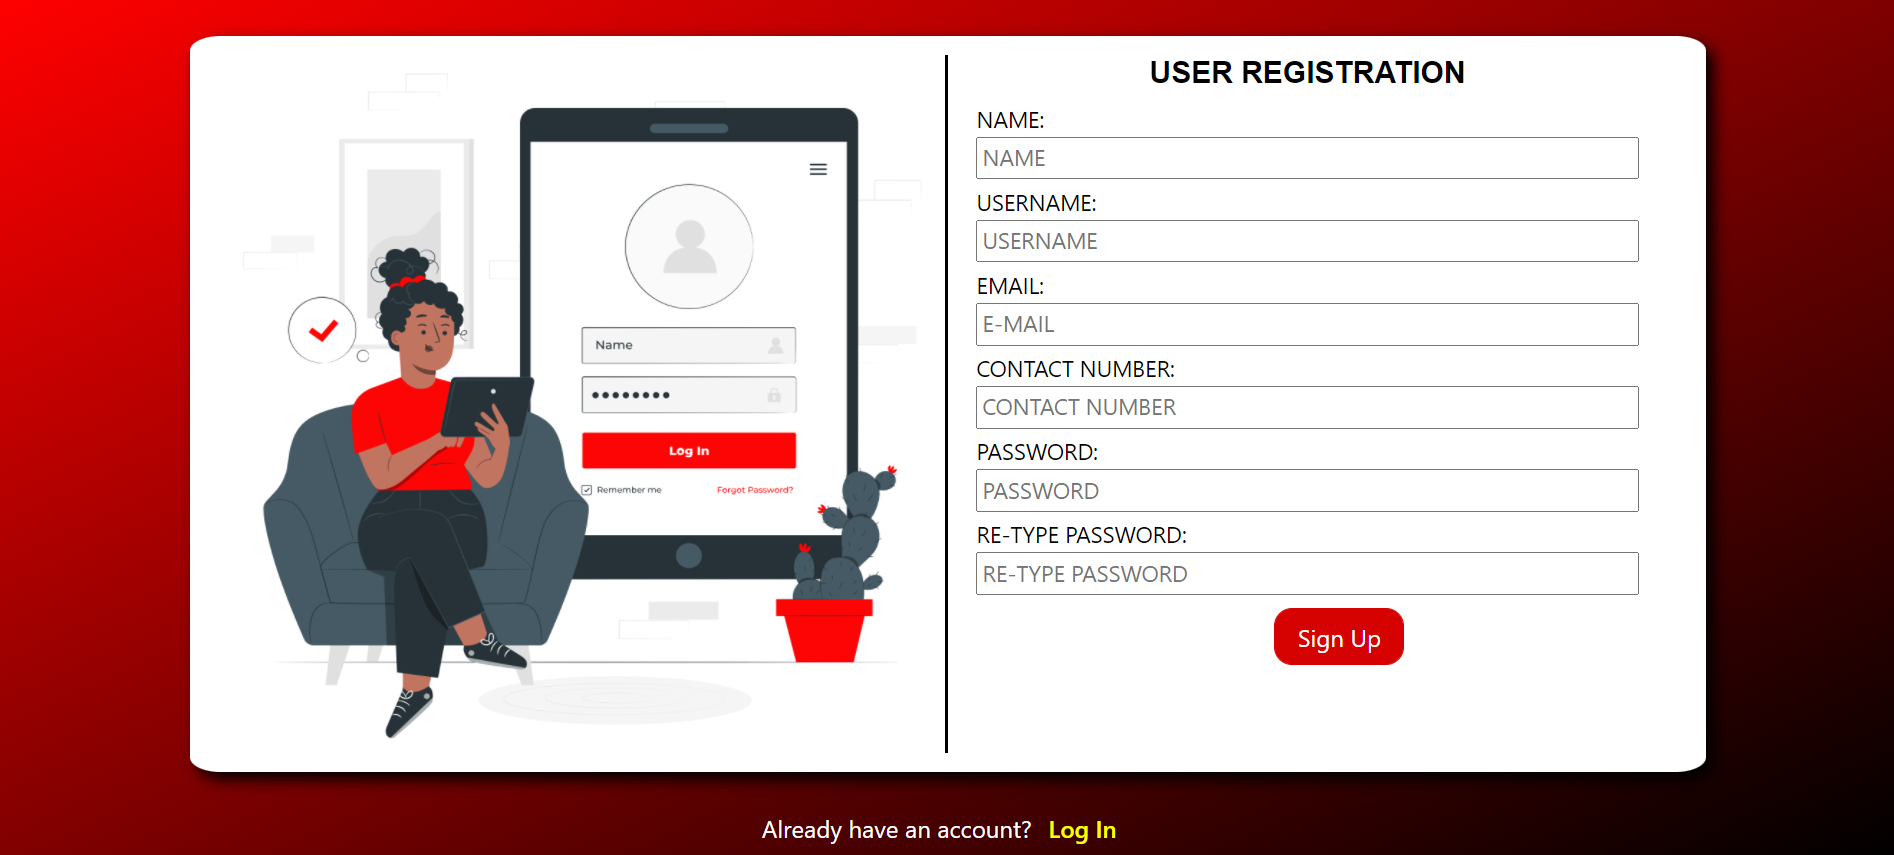 Name
••••••••
Log In
Remember me
Forgot Password?
USER REGISTRATION
NAME:
NAME
USERNAME:
USERNAME
EMAIL:
E-MAIL
CONTACT NUMBER:
CONTACT NUMBER
PASSWORD:
PASSWORD
RE-TYPE PASSWORD:
RE-TYPE PASSWORD
Sign Up
Already have an account? Log In